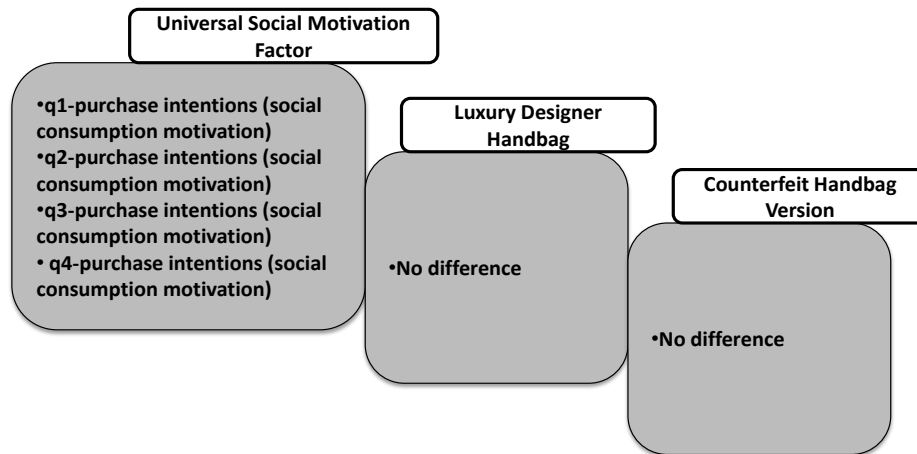 Universal Social Motivation
Factor
•q1-purchase intentions (social
consumption motivation)
•q2-purchase intentions (social
consumption motivation)
•q3-purchase intentions (social
consumption motivation)
• q4-purchase intentions (social
consumption motivation)
Luxury Designer
Handbag
•No difference
Counterfeit Handbag
Version
•No difference